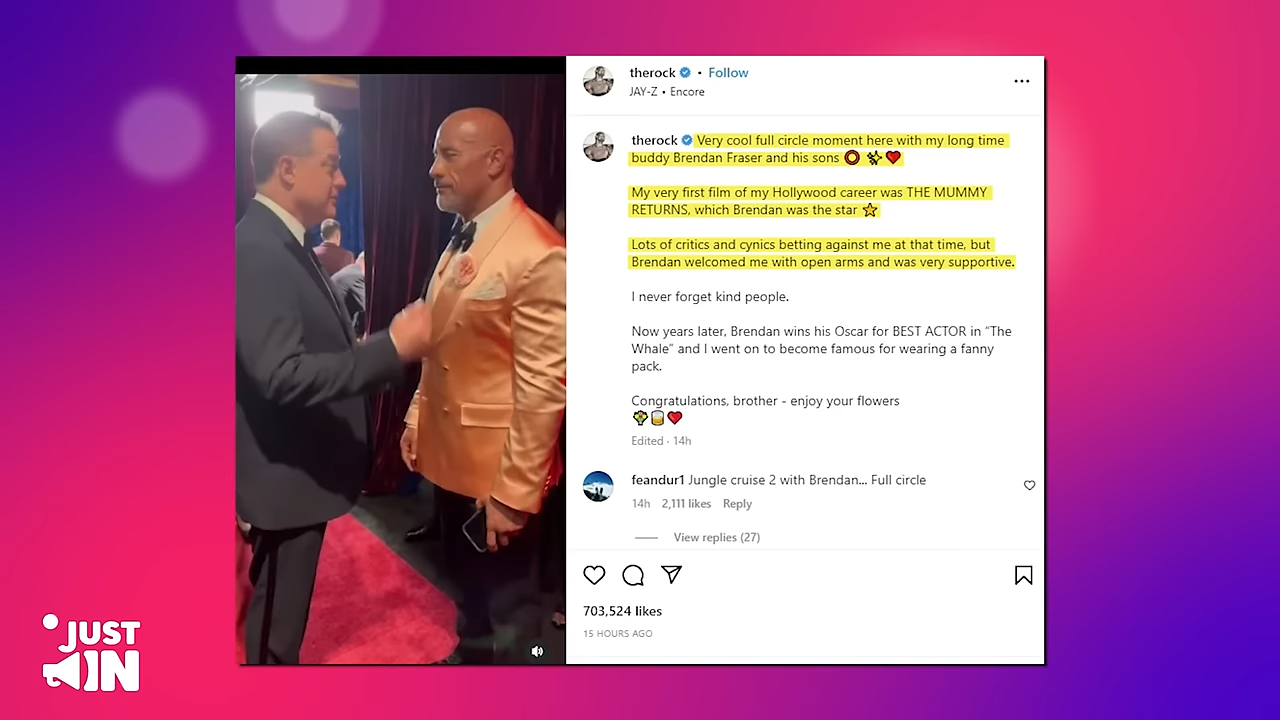 therock • Follow
JAY-Z • Encore
therock Very cool full circle moment here with my long time
buddy Brendan Fraser and his sons ⭕ ✨ ❤️
My very first film of my Hollywood career was THE MUMMY
RETURNS, which Brendan was the star ⭐
Lots of critics and cynics betting against me at that time, but
Brendan welcomed me with open arms and was very supportive.
I never forget kind people.
Now years later, Brendan wins his Oscar for BEST ACTOR in “The
Whale” and I went on to become famous for wearing a fanny
pack.
Congratulations, brother - enjoy your flowers
💐🥃❤️
Edited · 14h
feandur1 Jungle cruise 2 with Brendan... Full circle
14h 2,111 likes Reply
View replies (27)
703,524 likes
15 HOURS AGO
JUST
IN